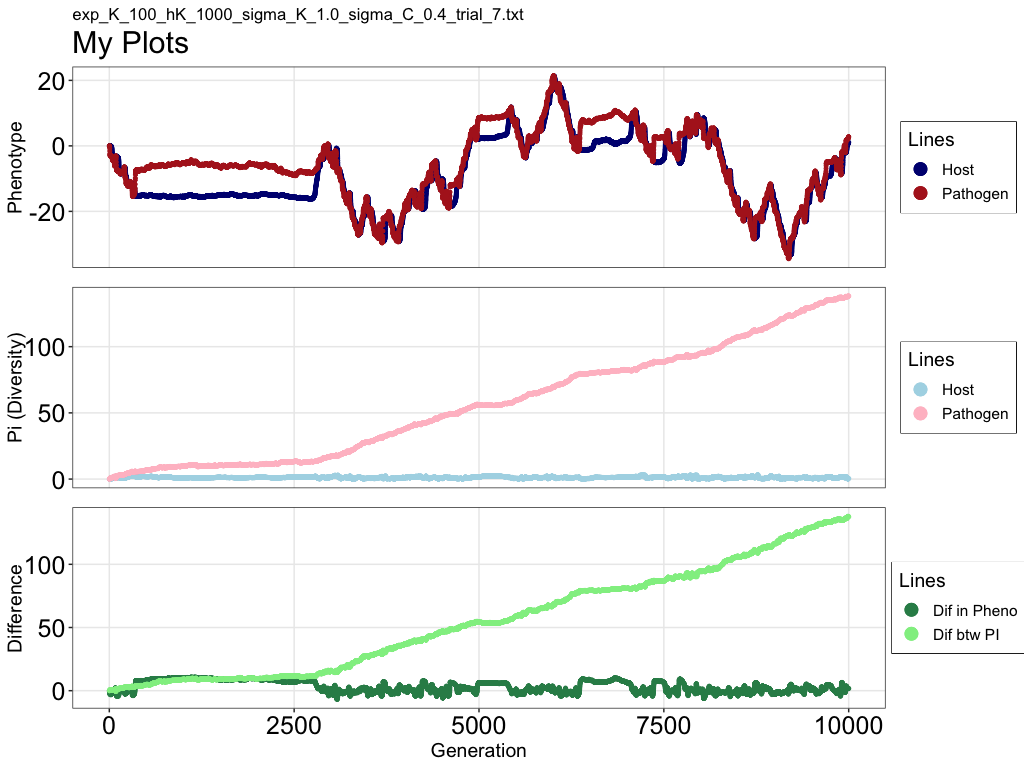 exp_K_100_hK_1000_sigma_K_1.0_sigma_C_0.4_trial_7.txt
My Plots
Phenotype
20
0
-20
Lines
Host
Pathogen
Pi (Diversity)
100
50
0
Lines
Host
Pathogen
Difference
100
50
0
Lines
Dif in Pheno
Dif btw PI
0 2500 5000 7500 10000
Generation